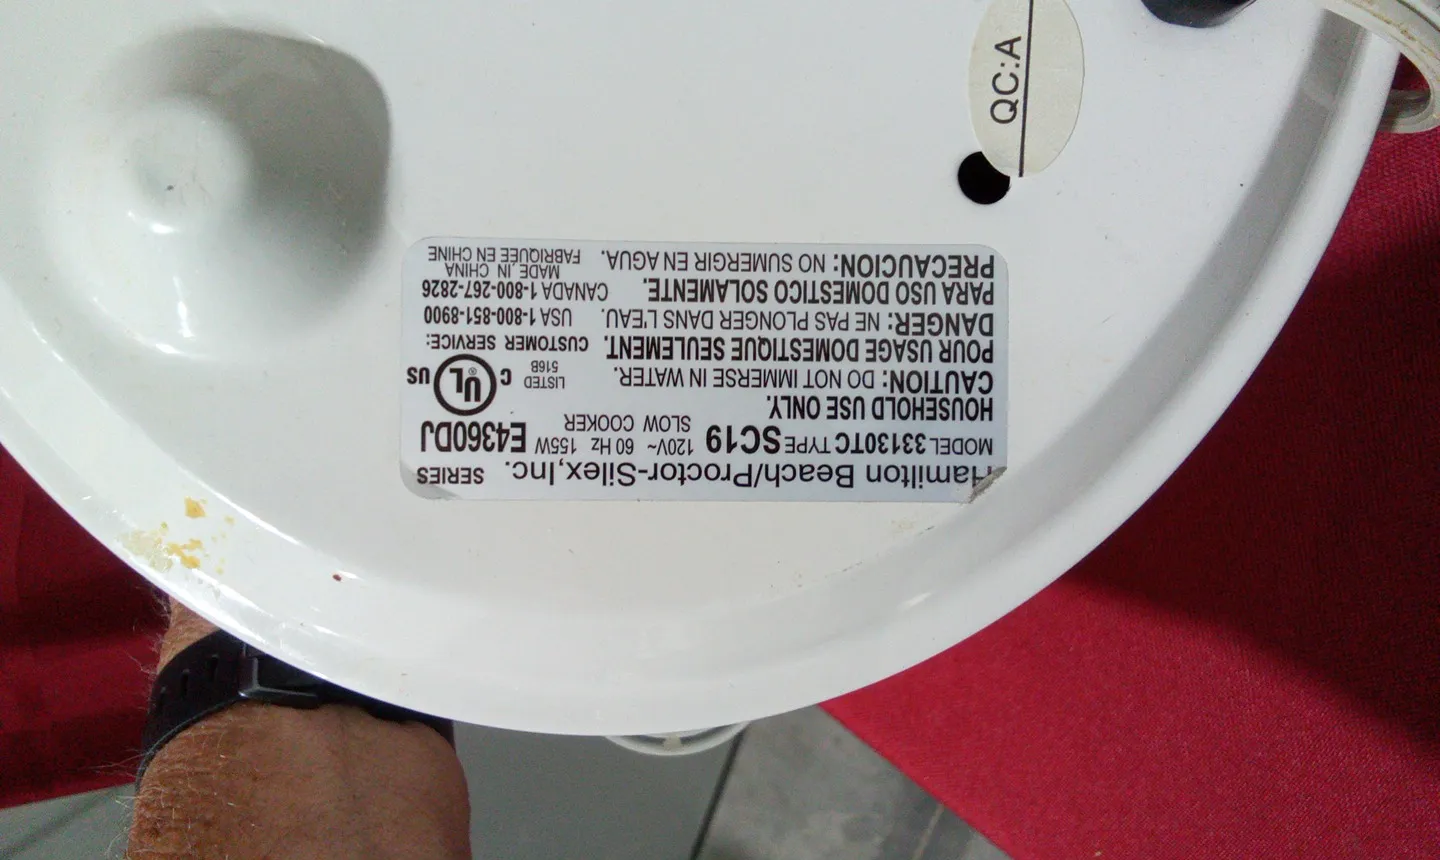 Hamilton Beach/Proctor-Silex,Inc. SERIES
MODEL 33130TC TYPE SC19 120V~ 60 Hz 155W E4360DJ
SLOW COOKER
HOUSEHOLD USE ONLY.
CAUTION: DO NOT IMMERSE IN WATER.
POUR USAGE DOMESTIQUE SEULEMENT.
DANGER: NE PAS PLONGER DANS L'EAU.
PARA USO DOMESTICO SOLAMENTE.
PRECAUCION: NO SUMERGIR EN AGUA.
LISTED
516B
C UL® US
CUSTOMER SERVICE:
USA 1-800-851-8900
CANADA 1-800-267-2826
MADE IN CHINA
FABRIQUÉE EN CHINE
QC:A